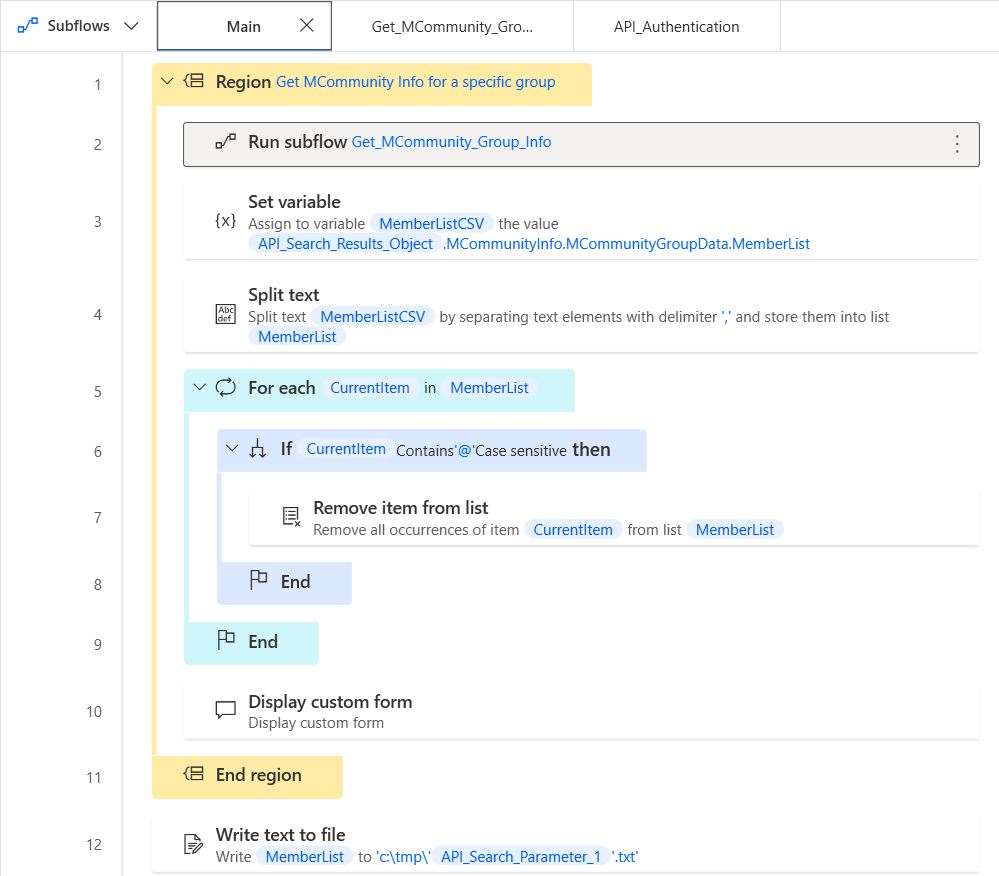 Subflows
Main
Get_MCommunity_Gro...
API_Authentication
1
Region Get MCommunity Info for a specific group
2
Run subflow Get_MCommunity_Group_Info
3
Set variable
{x}
Assign to variable MemberListCSV the value
API_Search_Results_Object .MCommunityInfo.MCommunityGroupData.MemberList
4
Split text
Abc
def
Split text MemberListCSV by separating text elements with delimiter ',' and store them into list
MemberList
5
For each CurrentItem in MemberList
6
If CurrentItem Contains'@'Case sensitive then
7
Remove item from list
Remove all occurrences of item CurrentItem from list MemberList
8
End
9
End
10
Display custom form
Display custom form
11
End region
12
Write text to file
Write MemberList to 'c:\tmp\' API_Search_Parameter_1 '.txt'